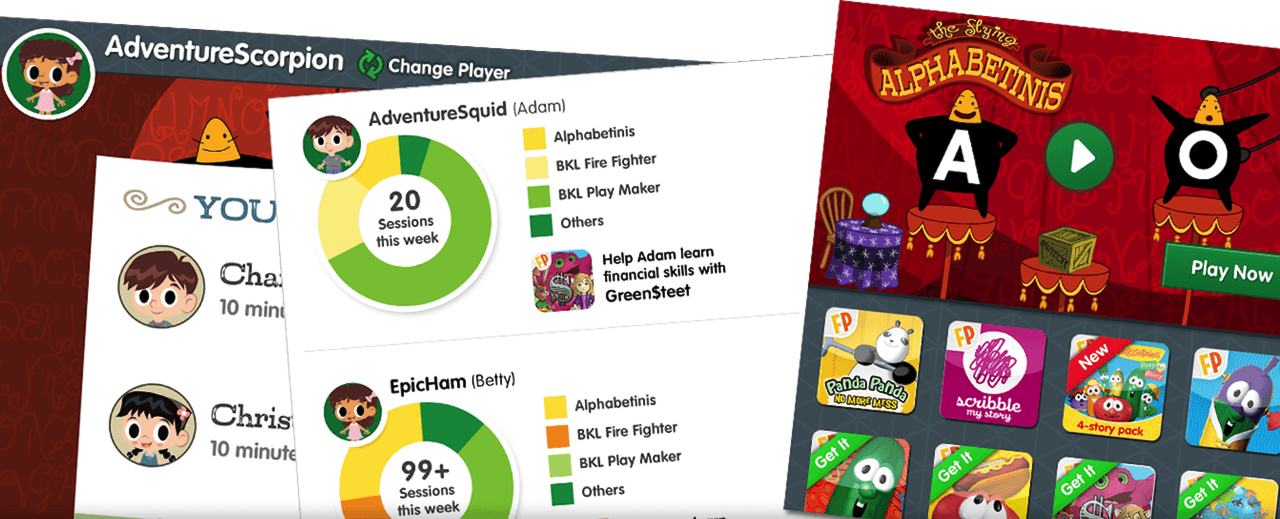 AdventureScorpion
Change Player
YOU
Cha
10 minu
Chris
10 minute
AdventureSquid (Adam)
20
Sessions
this week
Alphabetinis
BKL Fire Fighter
BKL Play Maker
Others
FP
Help Adam learn
financial skills with
Green$teet
EpicHam (Betty)
99+
Sessions
this week
Alphabetinis
BKL Fire Fighter
BKL Play Maker
Others
the Flying
ALPHABETINIS
A
O
Play Now
FP
Panda Panda
NO MORE MESS
FP
scribble
my story
FP
New
4-story pack
FP
Get It
Get It
Get It
Get It